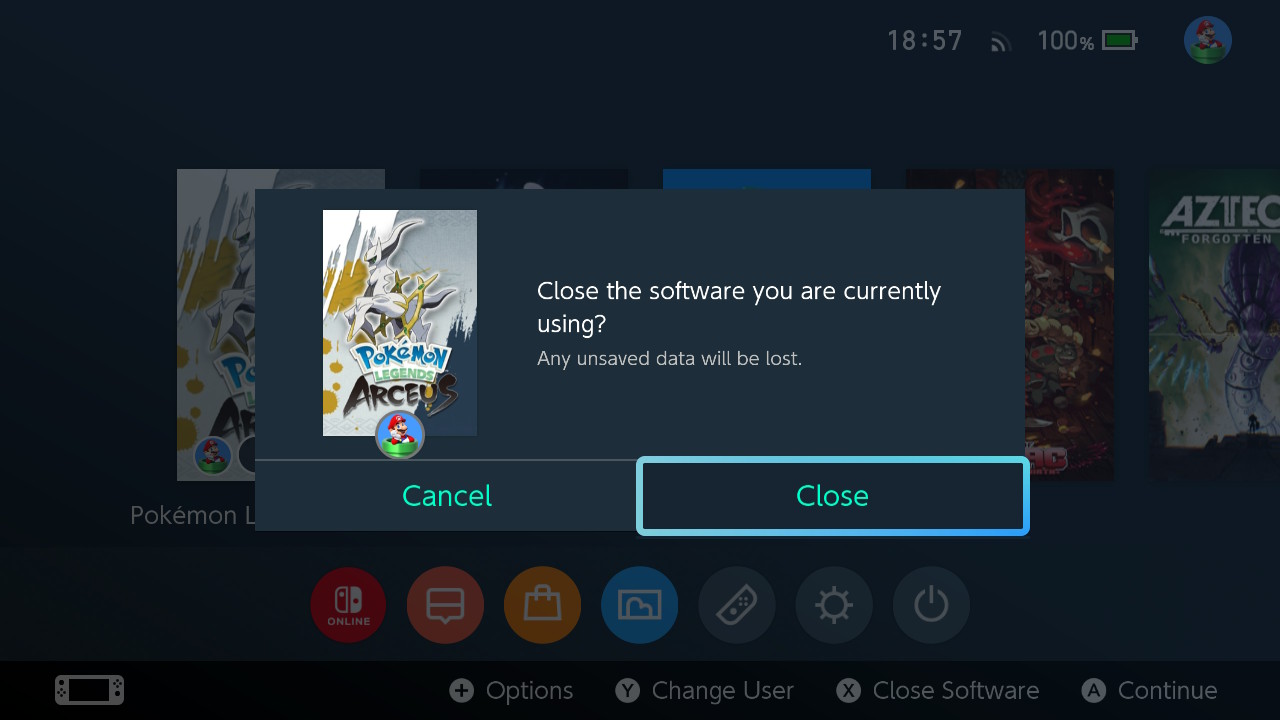 18:57
100%
AZTEC
FORGOTTEN
Close the software you are currently
using?
Any unsaved data will be lost.
Pokémon
LEGENDS
ARCEUS
Cancel
Close
Pokémon L
ONLINE
+ Options
Y Change User
X Close Software
A Continue